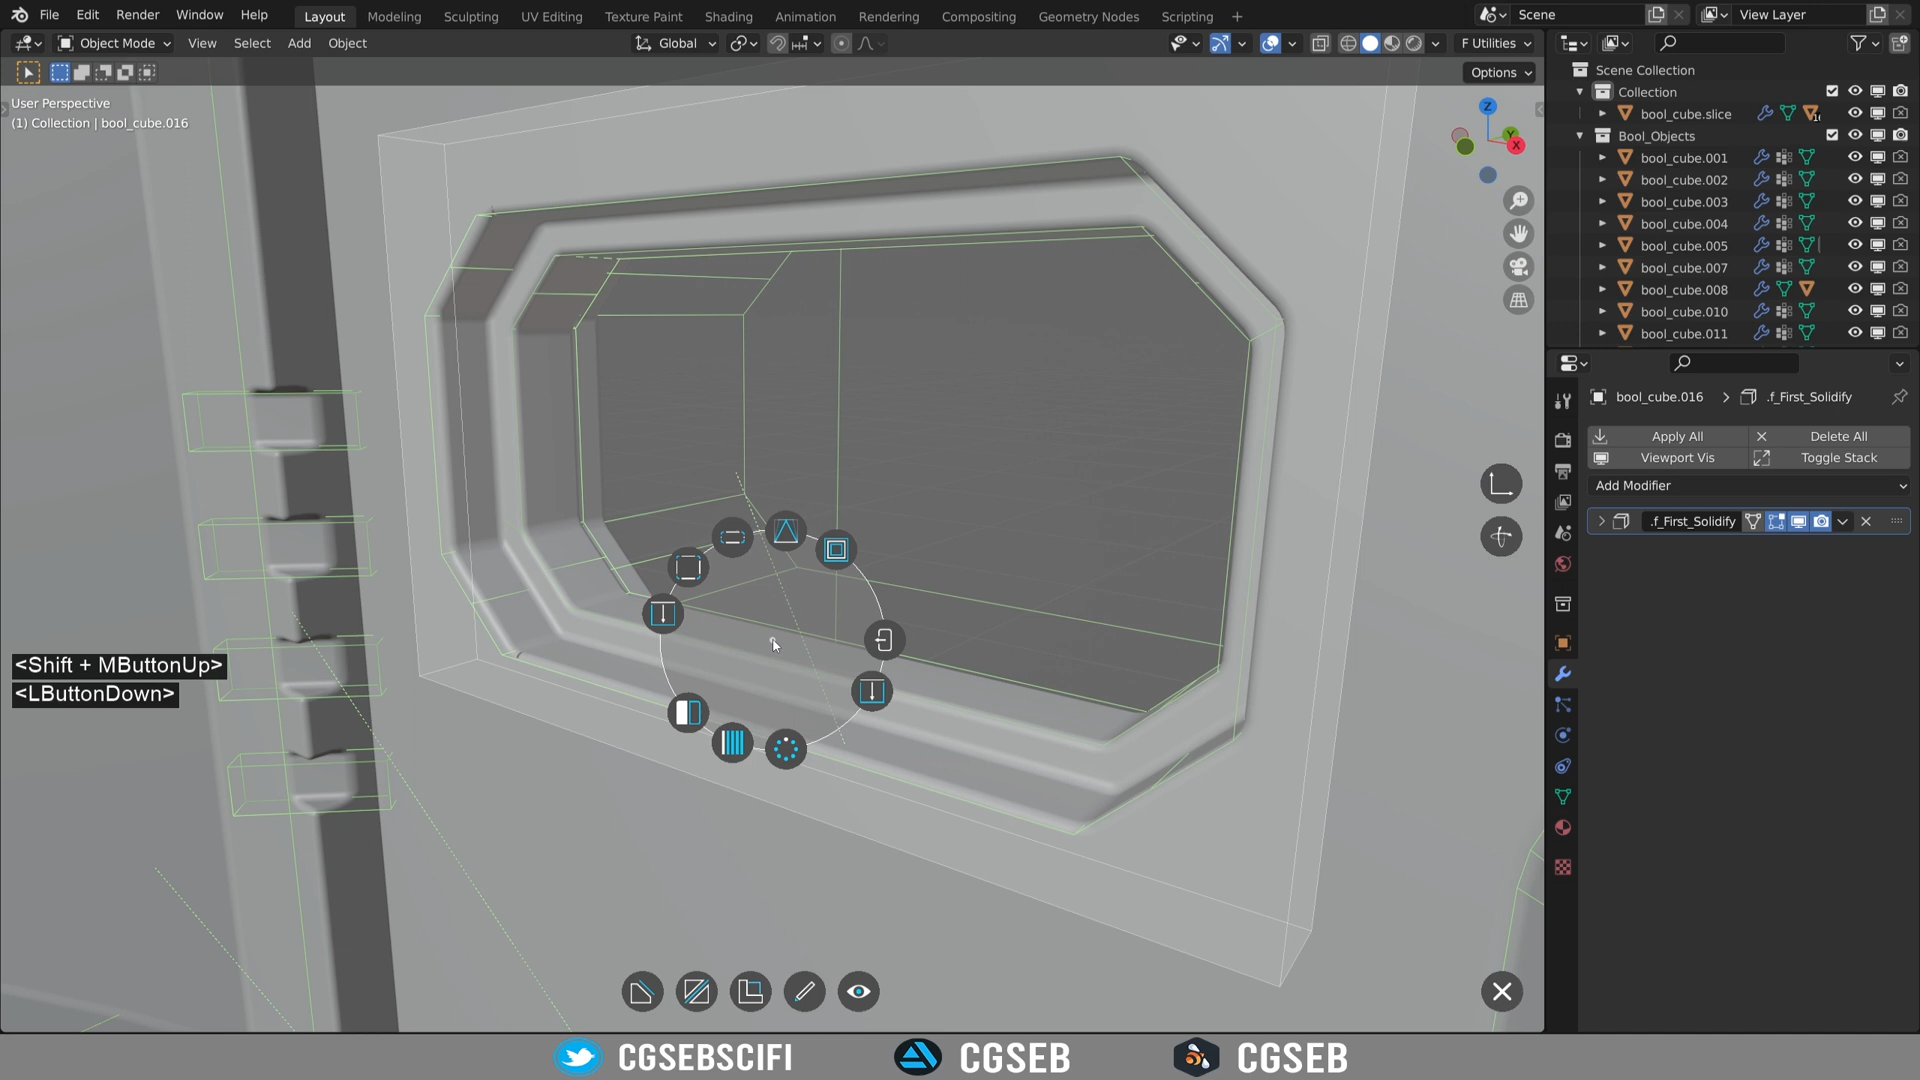 File Edit Render Window Help
Layout Modeling Sculpting UV Editing Texture Paint Shading Animation Rendering Compositing Geometry Nodes Scripting +
Scene
View Layer
Object Mode View Select Add Object
Global
F Utilities
Options
User Perspective
(1) Collection | bool_cube.016
Z
Y
X
Scene Collection
Collection
bool_cube.slice
Bool_Objects
bool_cube.001
bool_cube.002
bool_cube.003
bool_cube.004
bool_cube.005
bool_cube.007
bool_cube.008
bool_cube.010
bool_cube.011
bool_cube.016 > .f_First_Solidify
Apply All Delete All
Viewport Vis Toggle Stack
Add Modifier
.f_First_Solidify
<Shift + MButtonUp>
<LButtonDown>
CGSEBSCIFI CGSEB CGSEB